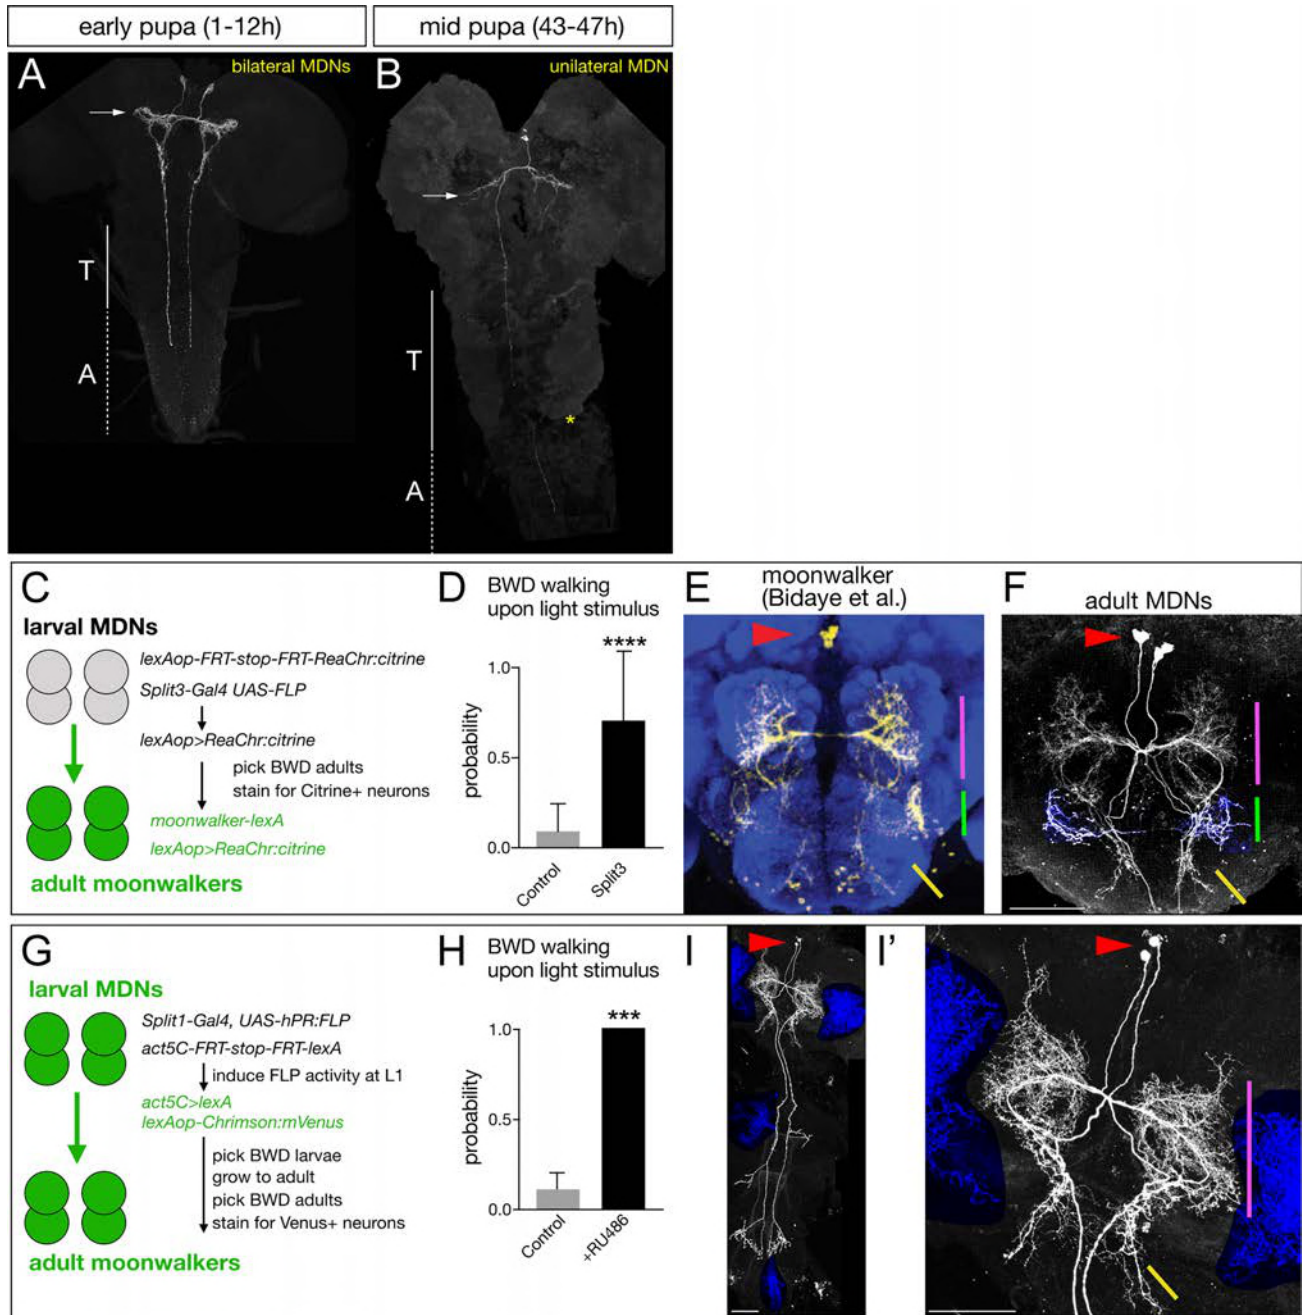 early pupa (1-12h)
mid pupa (43-47h)
A
bilateral MDNs
B
unilateral MDN
T
A
T
*
A
C
larval MDNs
lexAop-FRT-stop-FRT-ReaChr:citrine
Split3-Gal4 UAS-FLP
lexAop>ReaChr:citrine
pick BWD adults
stain for Citrine+ neurons
moonwalker-lexA
lexAop>ReaChr:citrine
adult moonwalkers
D
BWD walking
upon light stimulus
****
1.0
0.5
0.0
probability
Control
Split3
E
moonwalker
(Bidaye et al.)
F
adult MDNs
G
larval MDNs
Split1-Gal4, UAS-hPR:FLP
act5C-FRT-stop-FRT-lexA
induce FLP activity at L1
act5C>lexA
lexAop-Chrimson:mVenus
pick BWD larvae
grow to adult
pick BWD adults
stain for Venus+ neurons
adult moonwalkers
H
BWD walking
upon light stimulus
***
1.0
0.5
0.0
probability
Control
+RU486
I
I'